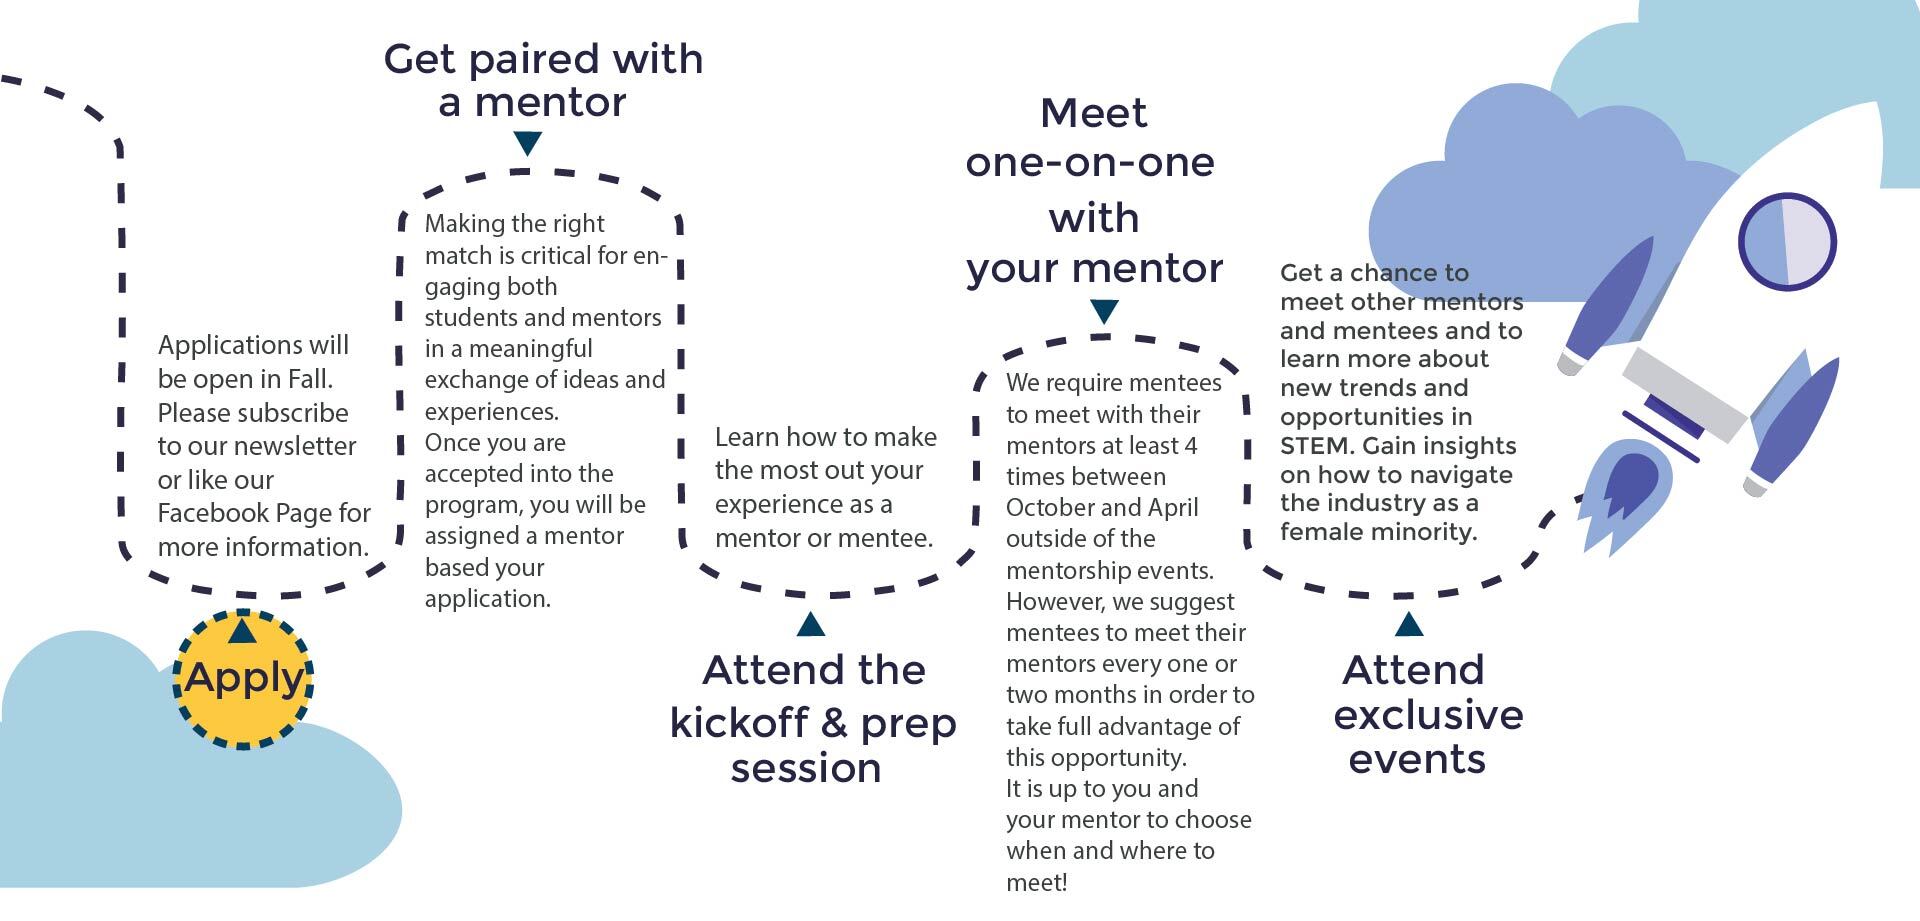 Applications will
be open in Fall.
Please subscribe
to our newsletter
or like our
Facebook Page for
more information.
Apply
Get paired with
a mentor
Making the right
match is critical for en-
gaging both
students and mentors
in a meaningful
exchange of ideas and
experiences.
Once you are
accepted into the
program, you will be
assigned a mentor
based your
application.
Learn how to make
the most out your
experience as a
mentor or mentee.
Attend the
kickoff & prep
session
Meet
one-on-one
with
your mentor
We require mentees
to meet with their
mentors at least 4
times between
October and April
outside of the
mentorship events.
However, we suggest
mentees to meet their
mentors every one or
two months in order to
take full advantage of
this opportunity.
It is up to you and
your mentor to choose
when and where to
meet!
Get a chance to
meet other mentors
and mentees and to
learn more about
new trends and
opportunities in
STEM. Gain insights
on how to navigate
the industry as a
female minority.
Attend
exclusive
events